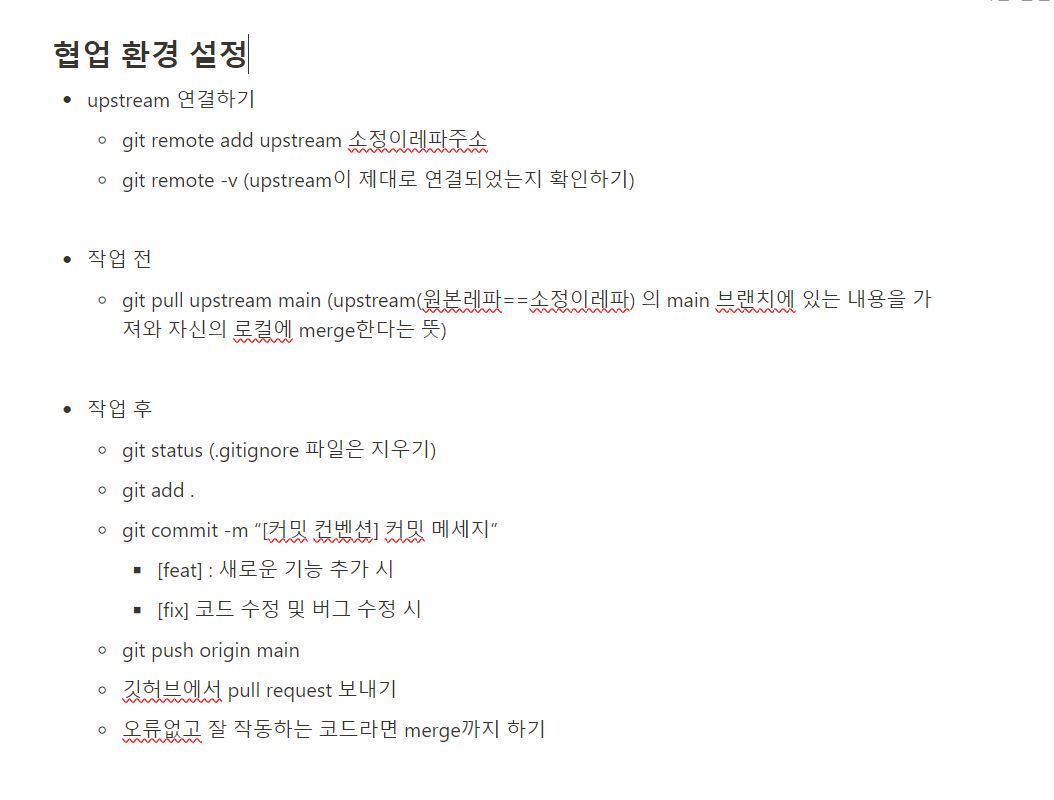 협업 환경 설정
upstream 연결하기
git remote add upstream 소정이레파주소
git remote -v (upstream이 제대로 연결되었는지 확인하기)
작업 전
git pull upstream main (upstream(원본레파==소정이레파) 의 main 브랜치에 있는 내용을 가
져와 자신의 로컬에 merge한다는 뜻)
작업 후
git status (.gitignore 파일은 지우기)
git add .
git commit -m “[커밋 컨벤션] 커밋 메세지”
[feat] : 새로운 기능 추가 시
[fix] 코드 수정 및 버그 수정 시
git push origin main
깃허브에서 pull request 보내기
오류없고 잘 작동하는 코드라면 merge까지 하기